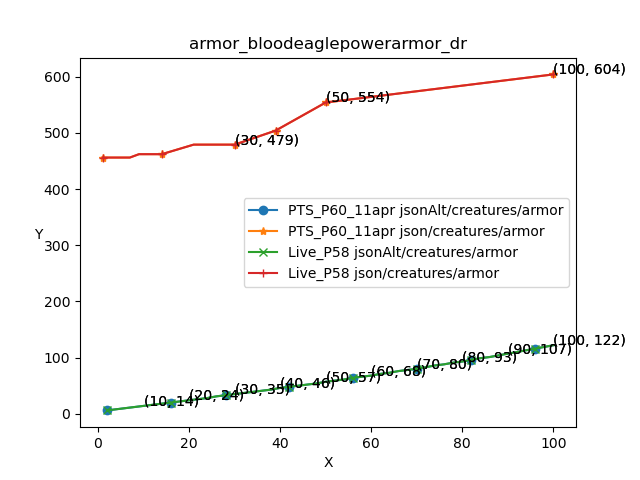 armor_bloodeaglepowerarmor_dr
600
500
400
300
200
100
0
Y
(100, 604)
(50, 554)
(30, 479)
PTS_P60_11apr jsonAlt/creatures/armor
PTS_P60_11apr json/creatures/armor
Live_P58 jsonAlt/creatures/armor
Live_P58 json/creatures/armor
(100, 122)
(90, 107)
(80, 93)
(70, 80)
(60, 68)
(50, 57)
(40, 46)
(30, 35)
(20, 24)
(10, 14)
0 20 40 60 80 100
X